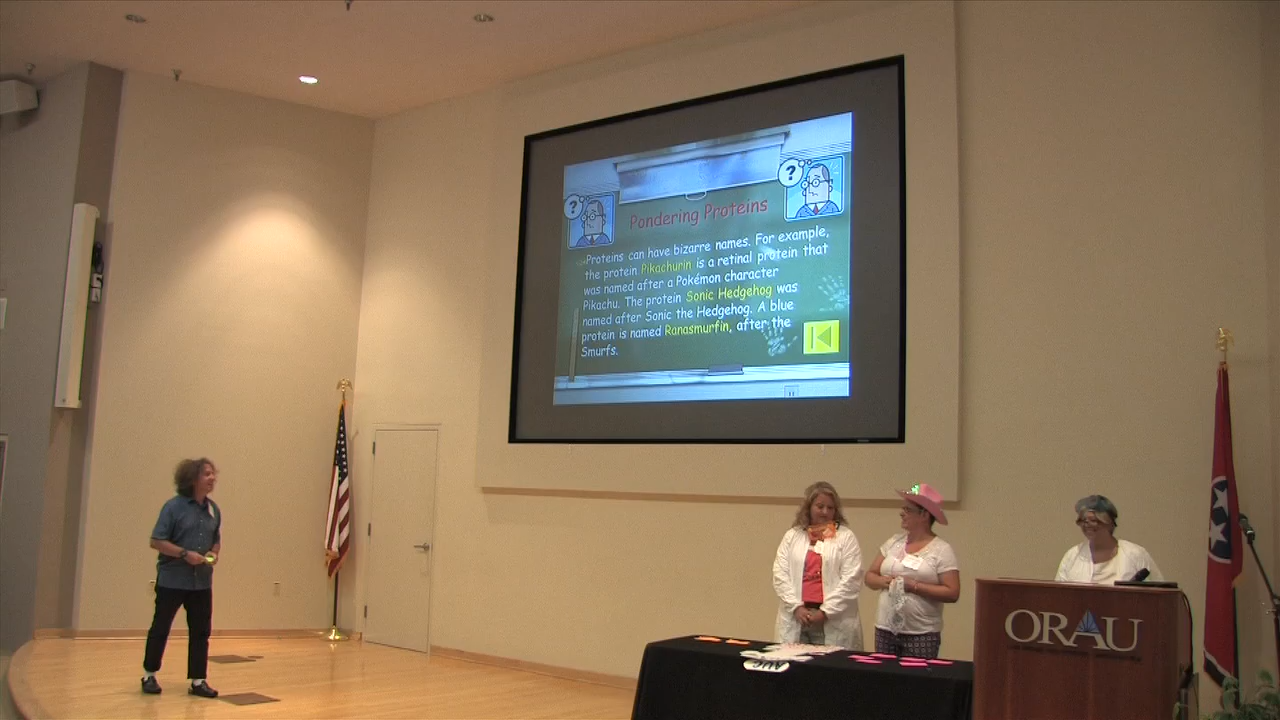 ?
?
Pondering Proteins
Proteins can have bizarre names. For example,
the protein Pikachurin is a retinal protein that
was named after a Pokémon character
Pikachu. The protein Sonic Hedgehog was
named after Sonic the Hedgehog. A blue
protein is named Ranasmurfin, after the
Smurfs.
AUG
ORAU